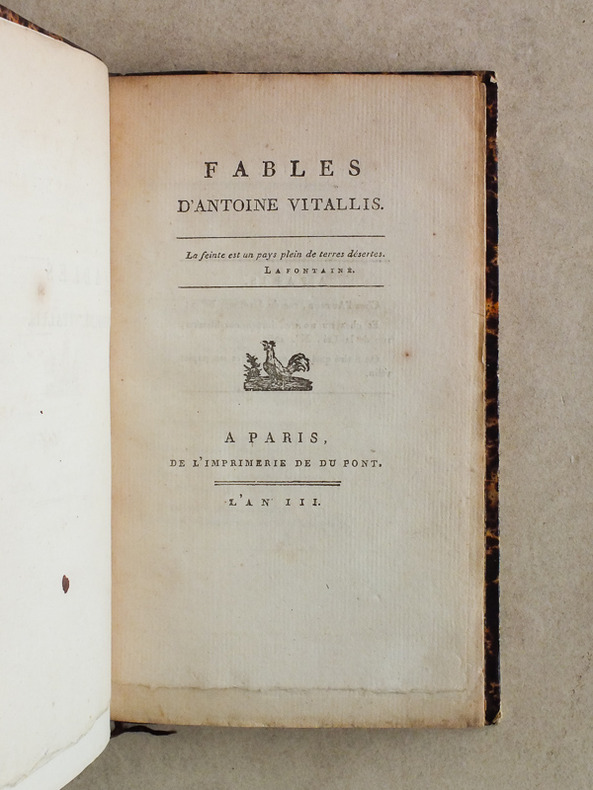 FABLES
D'ANTOINE VITALLIS.
La feinte est un pays plein de terres désertes.
LAFONTAINE.
A PARIS,
DE L'IMPRIMERIE DE DU PONT.
L'AN III.